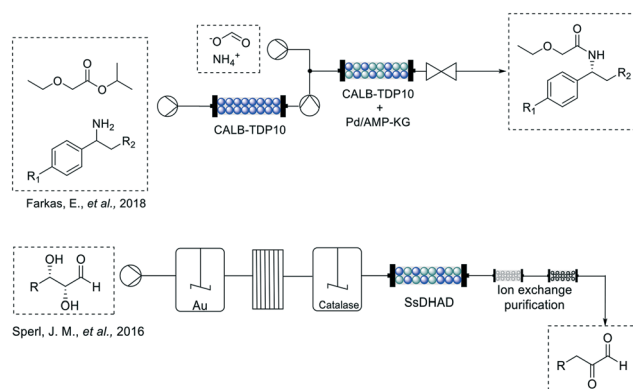 O
⁻O
O
NH₄⁺
O
O
O
NH₂
R₂
R₁
CALB-TDP10
CALB-TDP10
+
Pd/AMP-KG
O
O
NH
R₂
R₁
Farkas, E., et al., 2018
OH
O
R
H
OH
Au
Catalase
SsDHAD
Ion exchange
purification
Sperl, J. M., et al., 2016
O
R
H
O